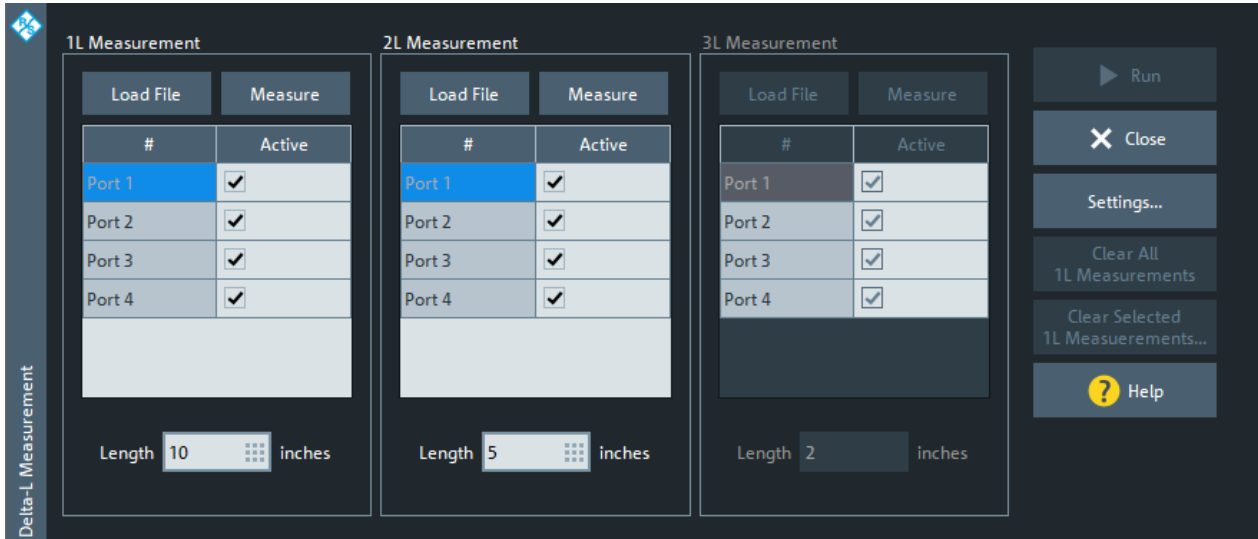 R&S
1L Measurement
Load File Measure
# Active
Port 1
Port 2
Port 3
Port 4
Length 10 inches
2L Measurement
Load File Measure
# Active
Port 1
Port 2
Port 3
Port 4
Length 5 inches
3L Measurement
Load File Measure
# Active
Port 1
Port 2
Port 3
Port 4
Length 2 inches
Run
Close
Settings...
Clear All
1L Measurements
Clear Selected
1L Measuerements...
? Help
Delta-L Measurement